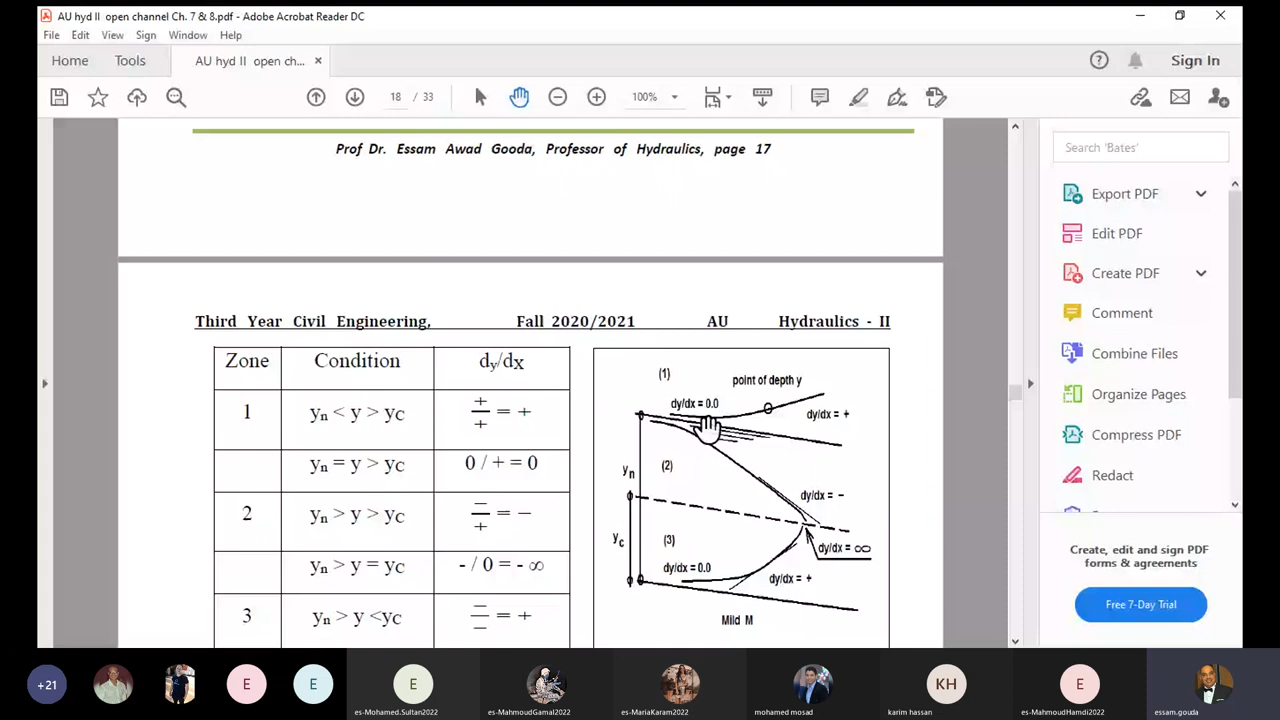 AU hyd II open channel Ch. 7 & 8.pdf - Adobe Acrobat Reader DC
File Edit View Sign Window Help
Home Tools AU hyd II open ch... × Sign In
18 / 33 100% Search 'Bates'
Prof Dr. Essam Awad Gooda, Professor of Hydraulics, page 17
Third Year Civil Engineering, Fall 2020/2021 AU Hydraulics - II
Zone Condition dy/dx
1 yn < y > yc + / + = +
yn = y > yc 0 / + = 0
2 yn > y > yc − / + = −
yn > y = yc - / 0 = - ∞
3 yn > y <yc − / − = +
(1) point of depth y
dy/dx = 0.0 dy/dx = +
yn (2)
dy/dx = −
yc (3) dy/dx = ∞
dy/dx = 0.0 dy/dx = +
Mild M
Export PDF
Edit PDF
Create PDF
Comment
Combine Files
Organize Pages
Compress PDF
Redact
Create, edit and sign PDF
forms & agreements
Free 7-Day Trial
+21 E E E KH E
es-Mohamed.Sultan2022 es-MahmoudGamal2022 es-MariaKaram2022 mohamed mosad karim hassan es-MahmoudHamdi2022 essam.gouda